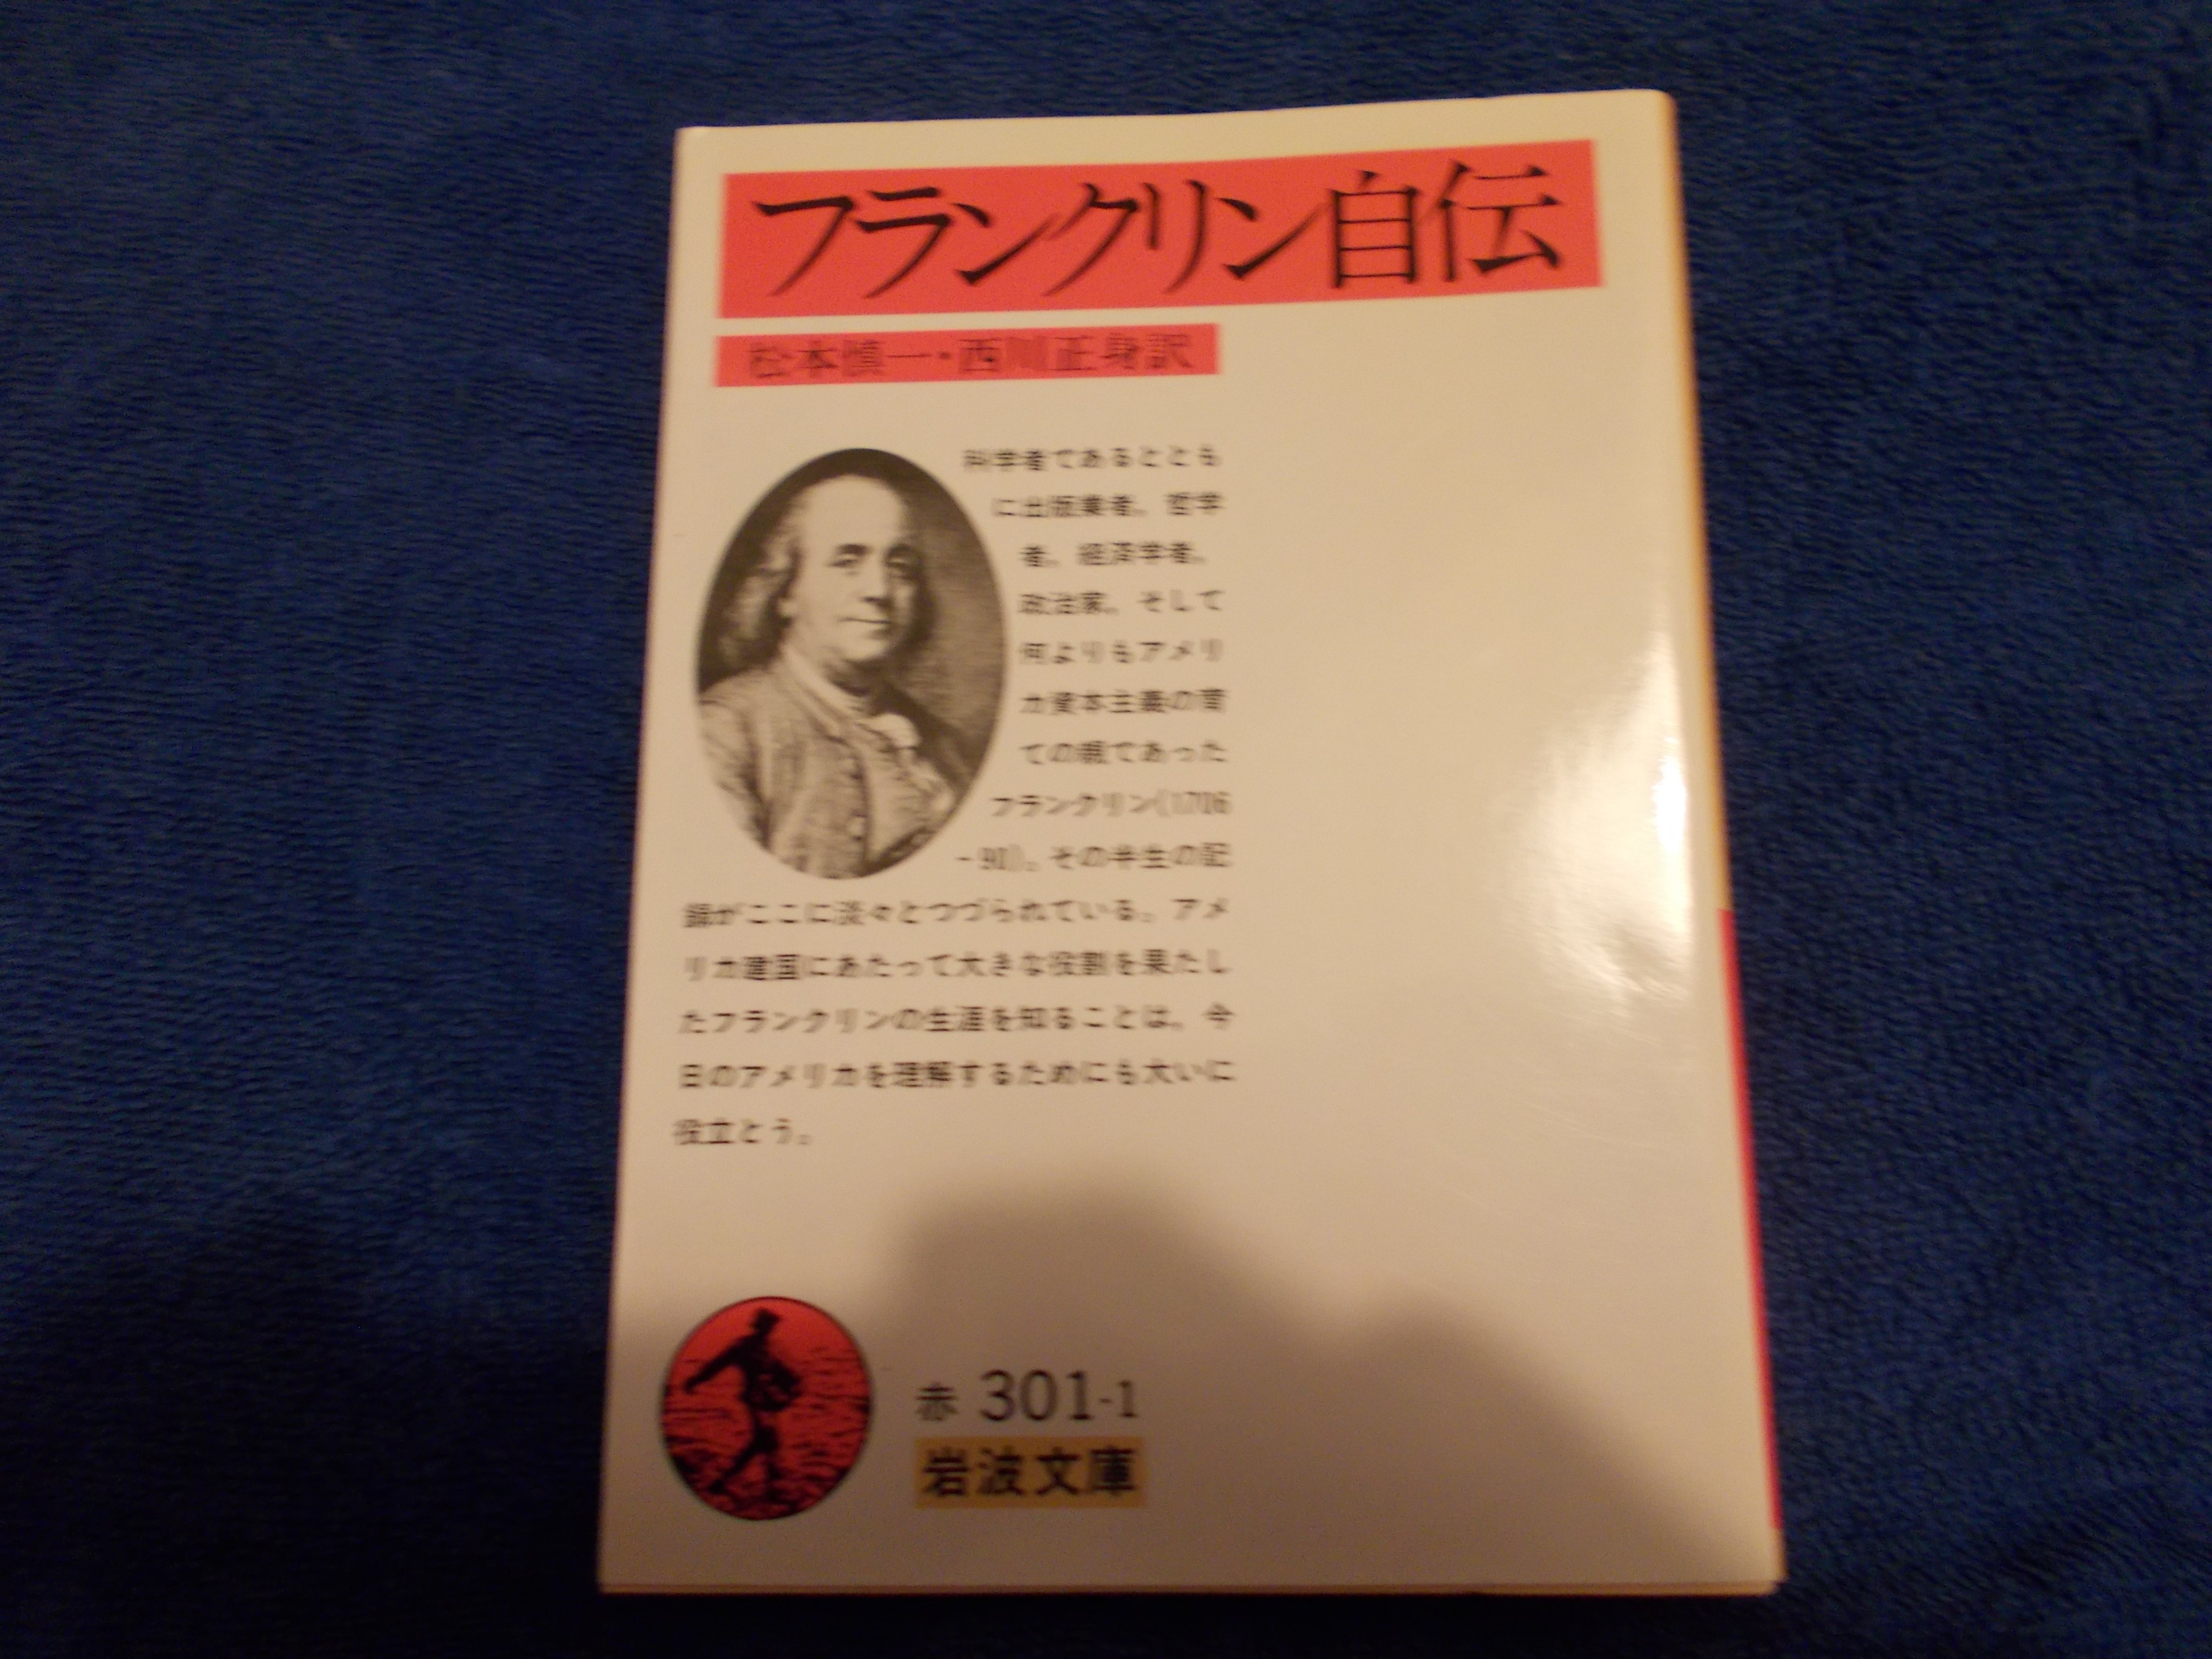 フランクリン自伝
松本慎一・西川正身訳
科学者であるととも
に出版業者，哲学
者，経済学者，
政治家，そして
何よりもアメリ
カ資本主義の育
ての親であった
フランクリン(1706
-90)。その半生の記
録がここに淡々とつづられている。アメ
リカ建国にあたって大きな役割を果たし
たフランクリンの生涯を知ることは，今
日のアメリカを理解するためにも大いに
役立とう。
赤 301-1
岩波文庫